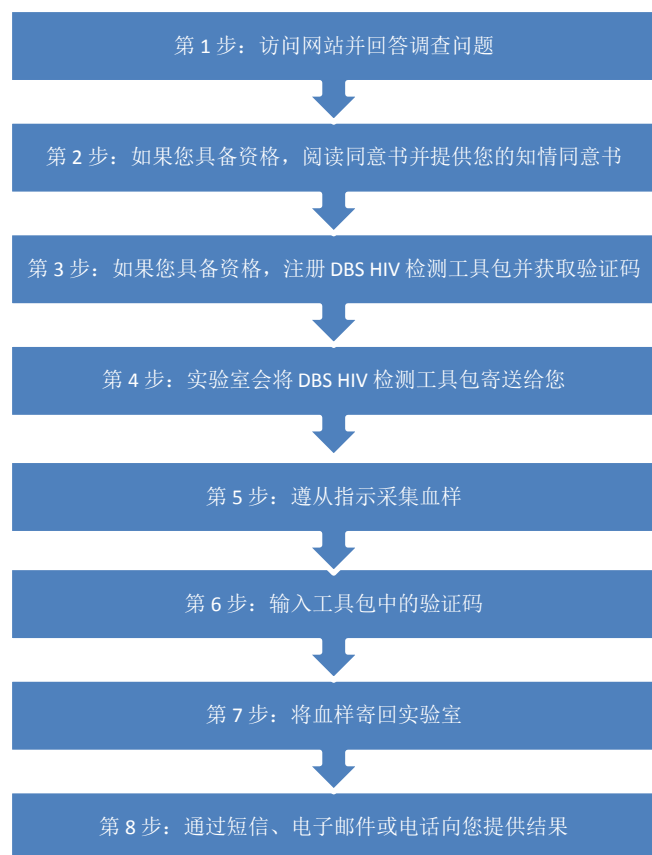 第 1 步：访问网站并回答调查问题
第 2 步：如果您具备资格，阅读同意书并提供您的知情同意书
第 3 步：如果您具备资格，注册 DBS HIV 检测工具包并获取验证码
第 4 步：实验室会将 DBS HIV 检测工具包寄送给您
第 5 步：遵从指示采集血样
第 6 步：输入工具包中的验证码
第 7 步：将血样寄回实验室
第 8 步：通过短信、电子邮件或电话向您提供结果